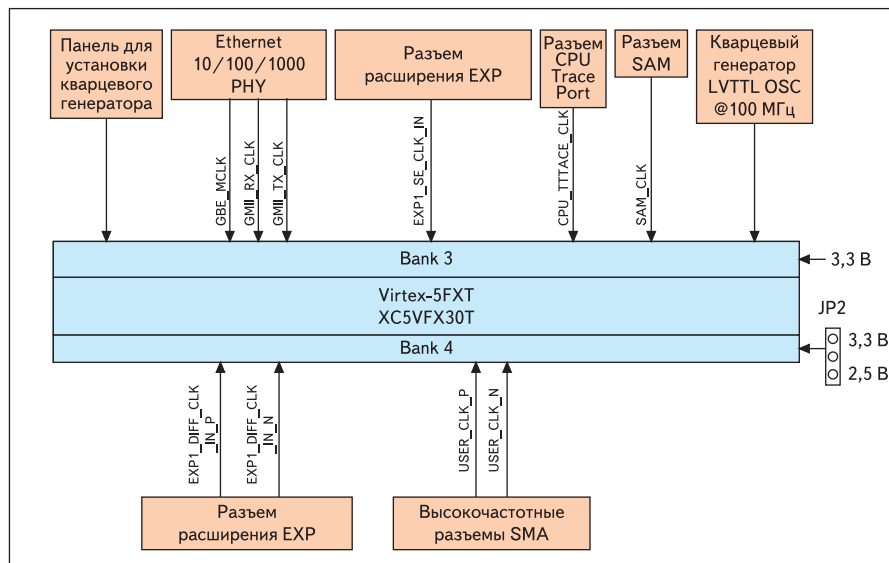 Панель для
установки
кварцевого
генератора
Ethernet
10/100/1000
PHY
Разъем
расширения EXP
Разъем
CPU
Trace
Port
Разъем
SAM
Кварцевый
генератор
LVTTL OSC
@100 МГц
GBE_MCLK
GMII_RX_CLK
GMII_TX_CLK
EXP1_SE_CLK_IN
CPU_TTTACE_CLK
SAM_CLK
Bank 3
3,3 В
Virtex-5FXT
XC5VFX30T
JP2
Bank 4
3,3 В
2,5 В
EXP1_DIFF_CLK
_IN_P
EXP1_DIFF_CLK
_IN_N
USER_CLK_P
USER_CLK_N
Разъем
расширения EXP
Высокочастотные
разъемы SMA